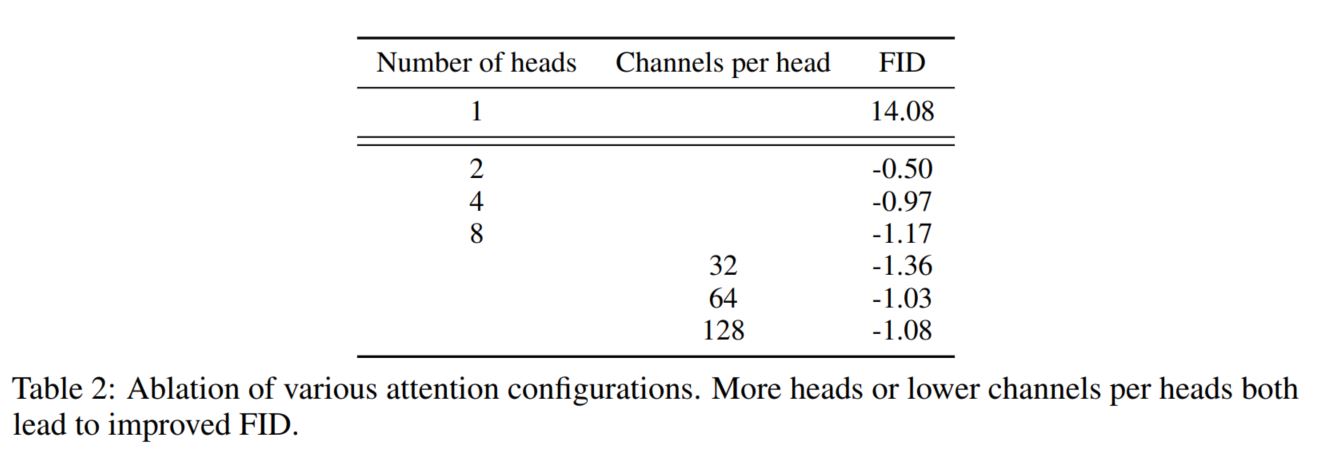 Number of heads Channels per head FID
1 14.08
2 -0.50
4 -0.97
8 -1.17
32 -1.36
64 -1.03
128 -1.08
Table 2: Ablation of various attention configurations. More heads or lower channels per heads both
lead to improved FID.